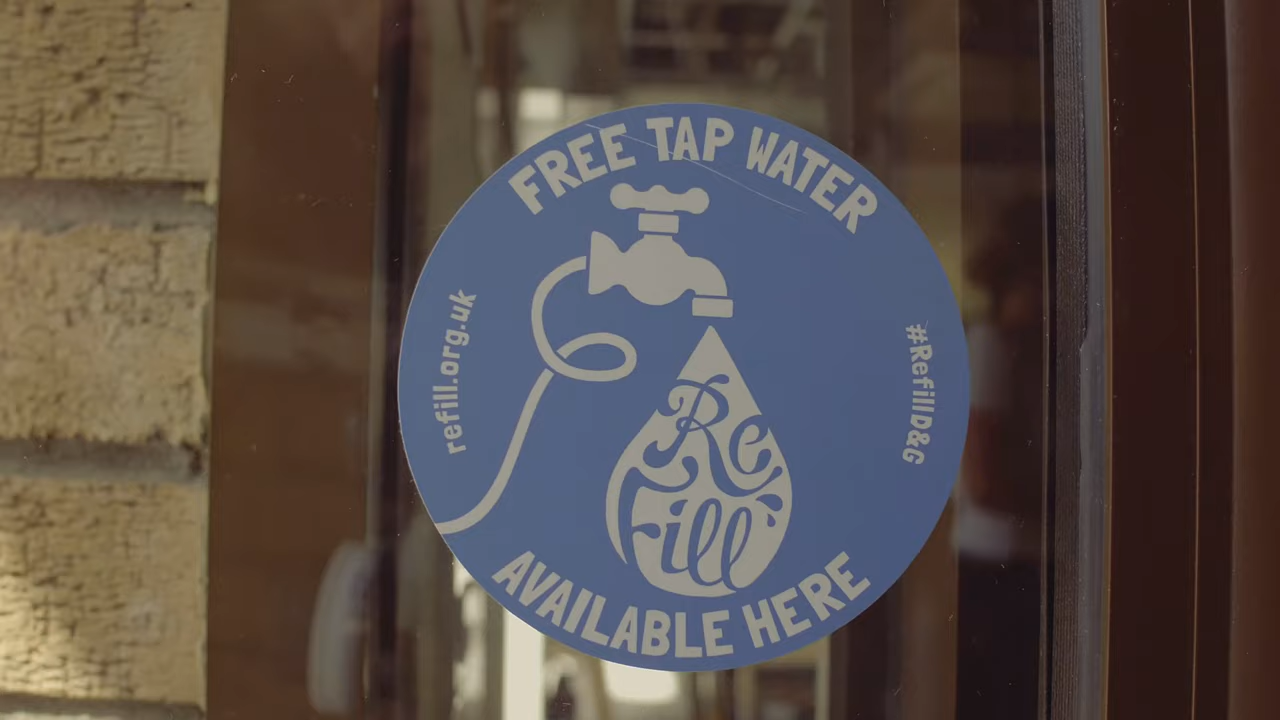 FREE TAP WATER
refill.org.uk
#RefillD&G
Re
fill
AVAILABLE HERE